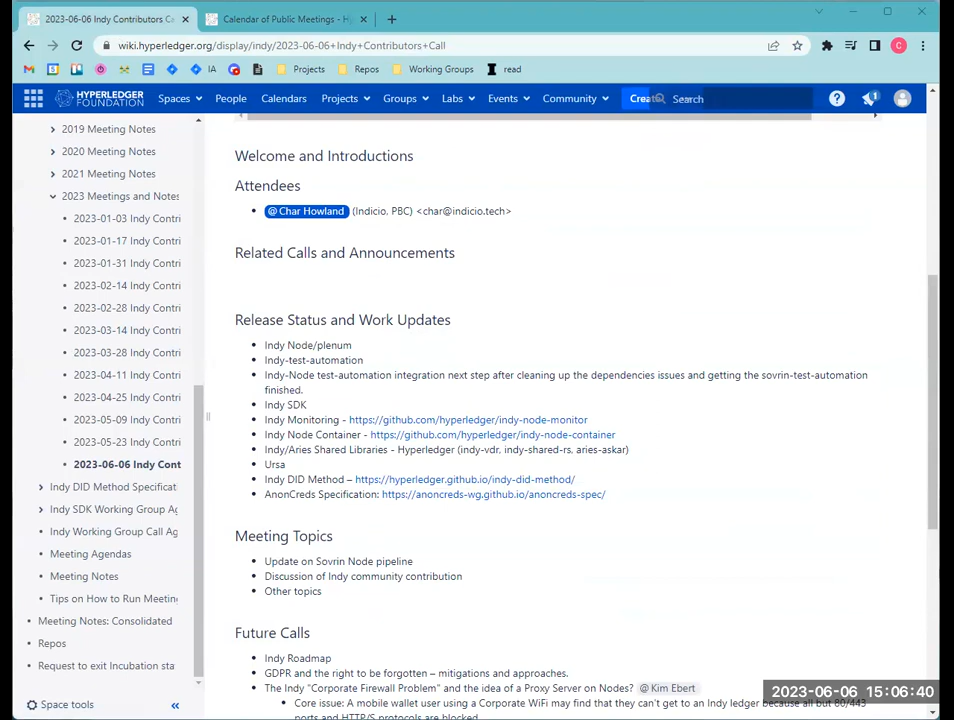 2023-06-06 Indy Contributors C
Calendar of Public Meetings - Hy
wiki.hyperledger.org/display/indy/2023-06-06+Indy+Contributors+Call
IA
Projects
Repos
Working Groups
read
HYPERLEDGER
FOUNDATION
Spaces
People
Calendars
Projects
Groups
Labs
Events
Community
Create
Search
1
C
2019 Meeting Notes
2020 Meeting Notes
2021 Meeting Notes
2023 Meetings and Notes
2023-01-03 Indy Contri
2023-01-17 Indy Contri
2023-01-31 Indy Contri
2023-02-14 Indy Contri
2023-02-28 Indy Contri
2023-03-14 Indy Contri
2023-03-28 Indy Contri
2023-04-11 Indy Contri
2023-04-25 Indy Contri
2023-05-09 Indy Contri
2023-05-23 Indy Contri
2023-06-06 Indy Cont
Indy DID Method Specificat
Indy SDK Working Group Ag
Indy Working Group Call Ag
Meeting Agendas
Meeting Notes
Tips on How to Run Meetin
Meeting Notes: Consolidated
Repos
Request to exit Incubation sta
Space tools
Welcome and Introductions
Attendees
@ Char Howland (Indicio, PBC) <char@indicio.tech>
Related Calls and Announcements
Release Status and Work Updates
Indy Node/plenum
Indy-test-automation
Indy-Node test-automation integration next step after cleaning up the dependencies issues and getting the sovrin-test-automation
finished.
Indy SDK
Indy Monitoring - https://github.com/hyperledger/indy-node-monitor
Indy Node Container - https://github.com/hyperledger/indy-node-container
Indy/Aries Shared Libraries - Hyperledger (indy-vdr, indy-shared-rs, aries-askar)
Ursa
Indy DID Method – https://hyperledger.github.io/indy-did-method/
AnonCreds Specification: https://anoncreds-wg.github.io/anoncreds-spec/
Meeting Topics
Update on Sovrin Node pipeline
Discussion of Indy community contribution
Other topics
Future Calls
Indy Roadmap
GDPR and the right to be forgotten – mitigations and approaches.
The Indy "Corporate Firewall Problem" and the idea of a Proxy Server on Nodes? @ Kim Ebert
Core issue: A mobile wallet user using a Corporate WiFi may find that they can't get to an Indy ledger because all but 80/443
ports and HTTP/S protocols are blocked
2023-06-06 15:06:40